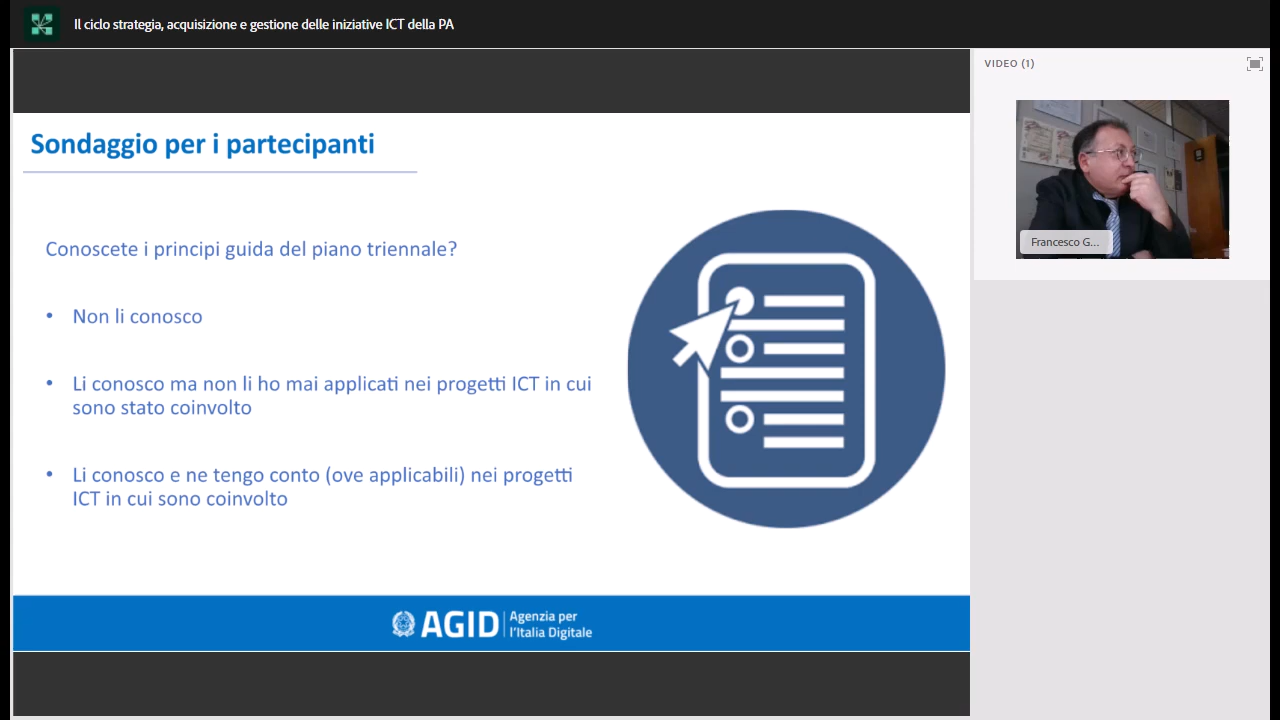 Il ciclo strategia, acquisizione e gestione delle iniziative ICT della PA
VIDEO (1)
Francesco G...
Sondaggio per i partecipanti
Conoscete i principi guida del piano triennale?
• Non li conosco
• Li conosco ma non li ho mai applicati nei progetti ICT in cui
sono stato coinvolto
• Li conosco e ne tengo conto (ove applicabili) nei progetti
ICT in cui sono coinvolto
AGID
Agenzia per
l'Italia Digitale